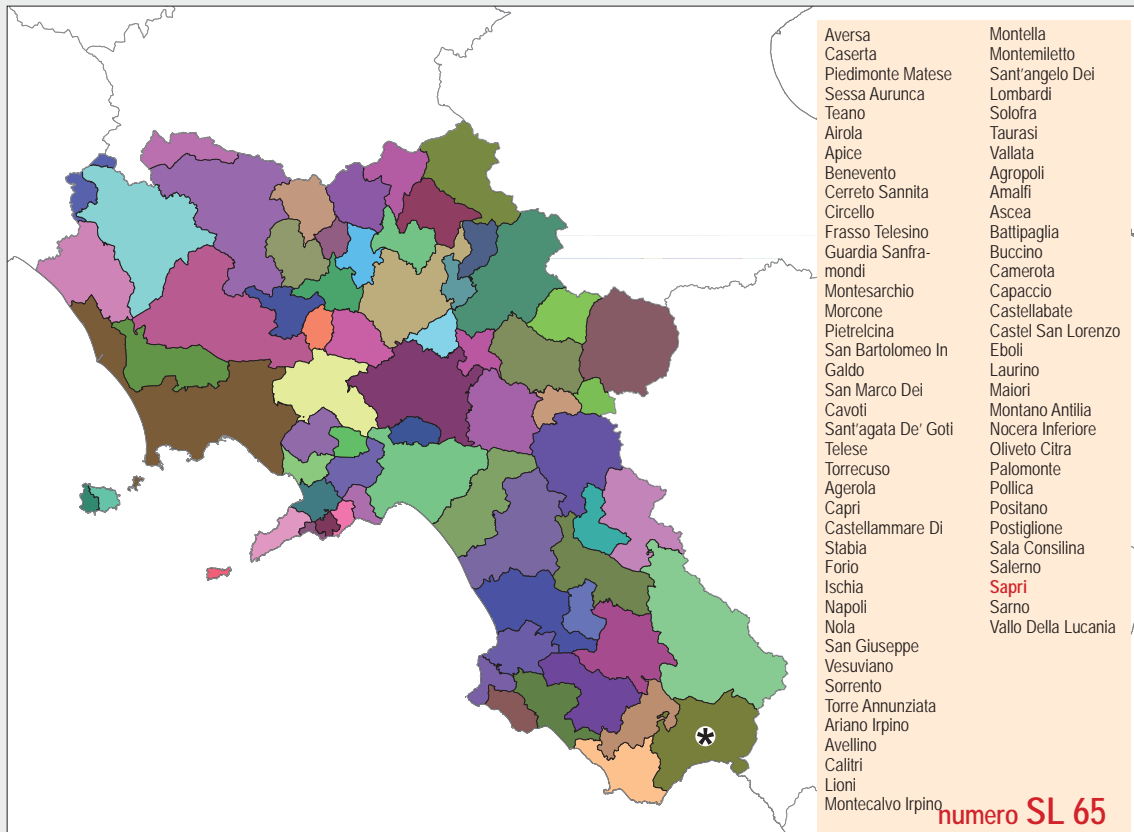 Aversa
Caserta
Piedimonte Matese
Sessa Aurunca
Teano
Airola
Apice
Benevento
Cerreto Sannita
Circello
Frasso Telesino
Guardia Sanfra-
mondi
Montesarchio
Morcone
Pietrelcina
San Bartolomeo In
Galdo
San Marco Dei
Cavoti
Sant'agata De' Goti
Telese
Torrecuso
Agerola
Capri
Castellammare Di
Stabia
Forio
Ischia
Napoli
Nola
San Giuseppe
Vesuviano
Sorrento
Torre Annunziata
Ariano Irpino
Avellino
Calitri
Lioni
Montecalvo Irpino
Montella
Montemiletto
Sant'angelo Dei
Lombardi
Solofra
Taurasi
Vallata
Agropoli
Amalfi
Ascea
Battipaglia
Buccino
Camerota
Capaccio
Castellabate
Castel San Lorenzo
Eboli
Laurino
Maiori
Montano Antilia
Nocera Inferiore
Oliveto Citra
Palomonte
Pollica
Positano
Postiglione
Sala Consilina
Salerno
Sapri
Sarno
Vallo Della Lucania
numero SL 65
*